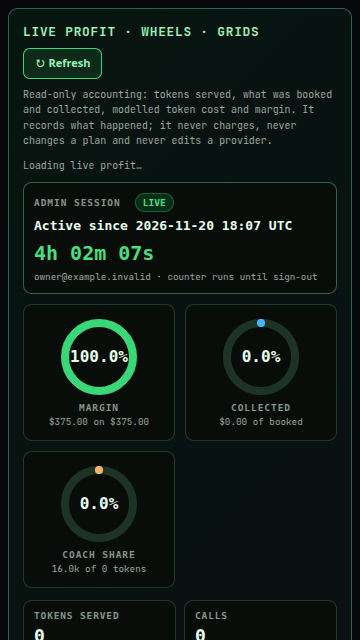 LIVE PROFIT · WHEELS · GRIDS
↻ Refresh
Read-only accounting: tokens served, what was booked
and collected, modelled token cost and margin. It
records what happened; it never charges, never
changes a plan and never edits a provider.
Loading live profit…
ADMIN SESSION LIVE
Active since 2026-11-20 18:07 UTC
4h 02m 07s
owner@example.invalid · counter runs until sign-out
100.0%
MARGIN
$375.00 on $375.00
0.0%
COLLECTED
$0.00 of booked
0.0%
COACH SHARE
16.0k of 0 tokens
TOKENS SERVED
0
CALLS
0